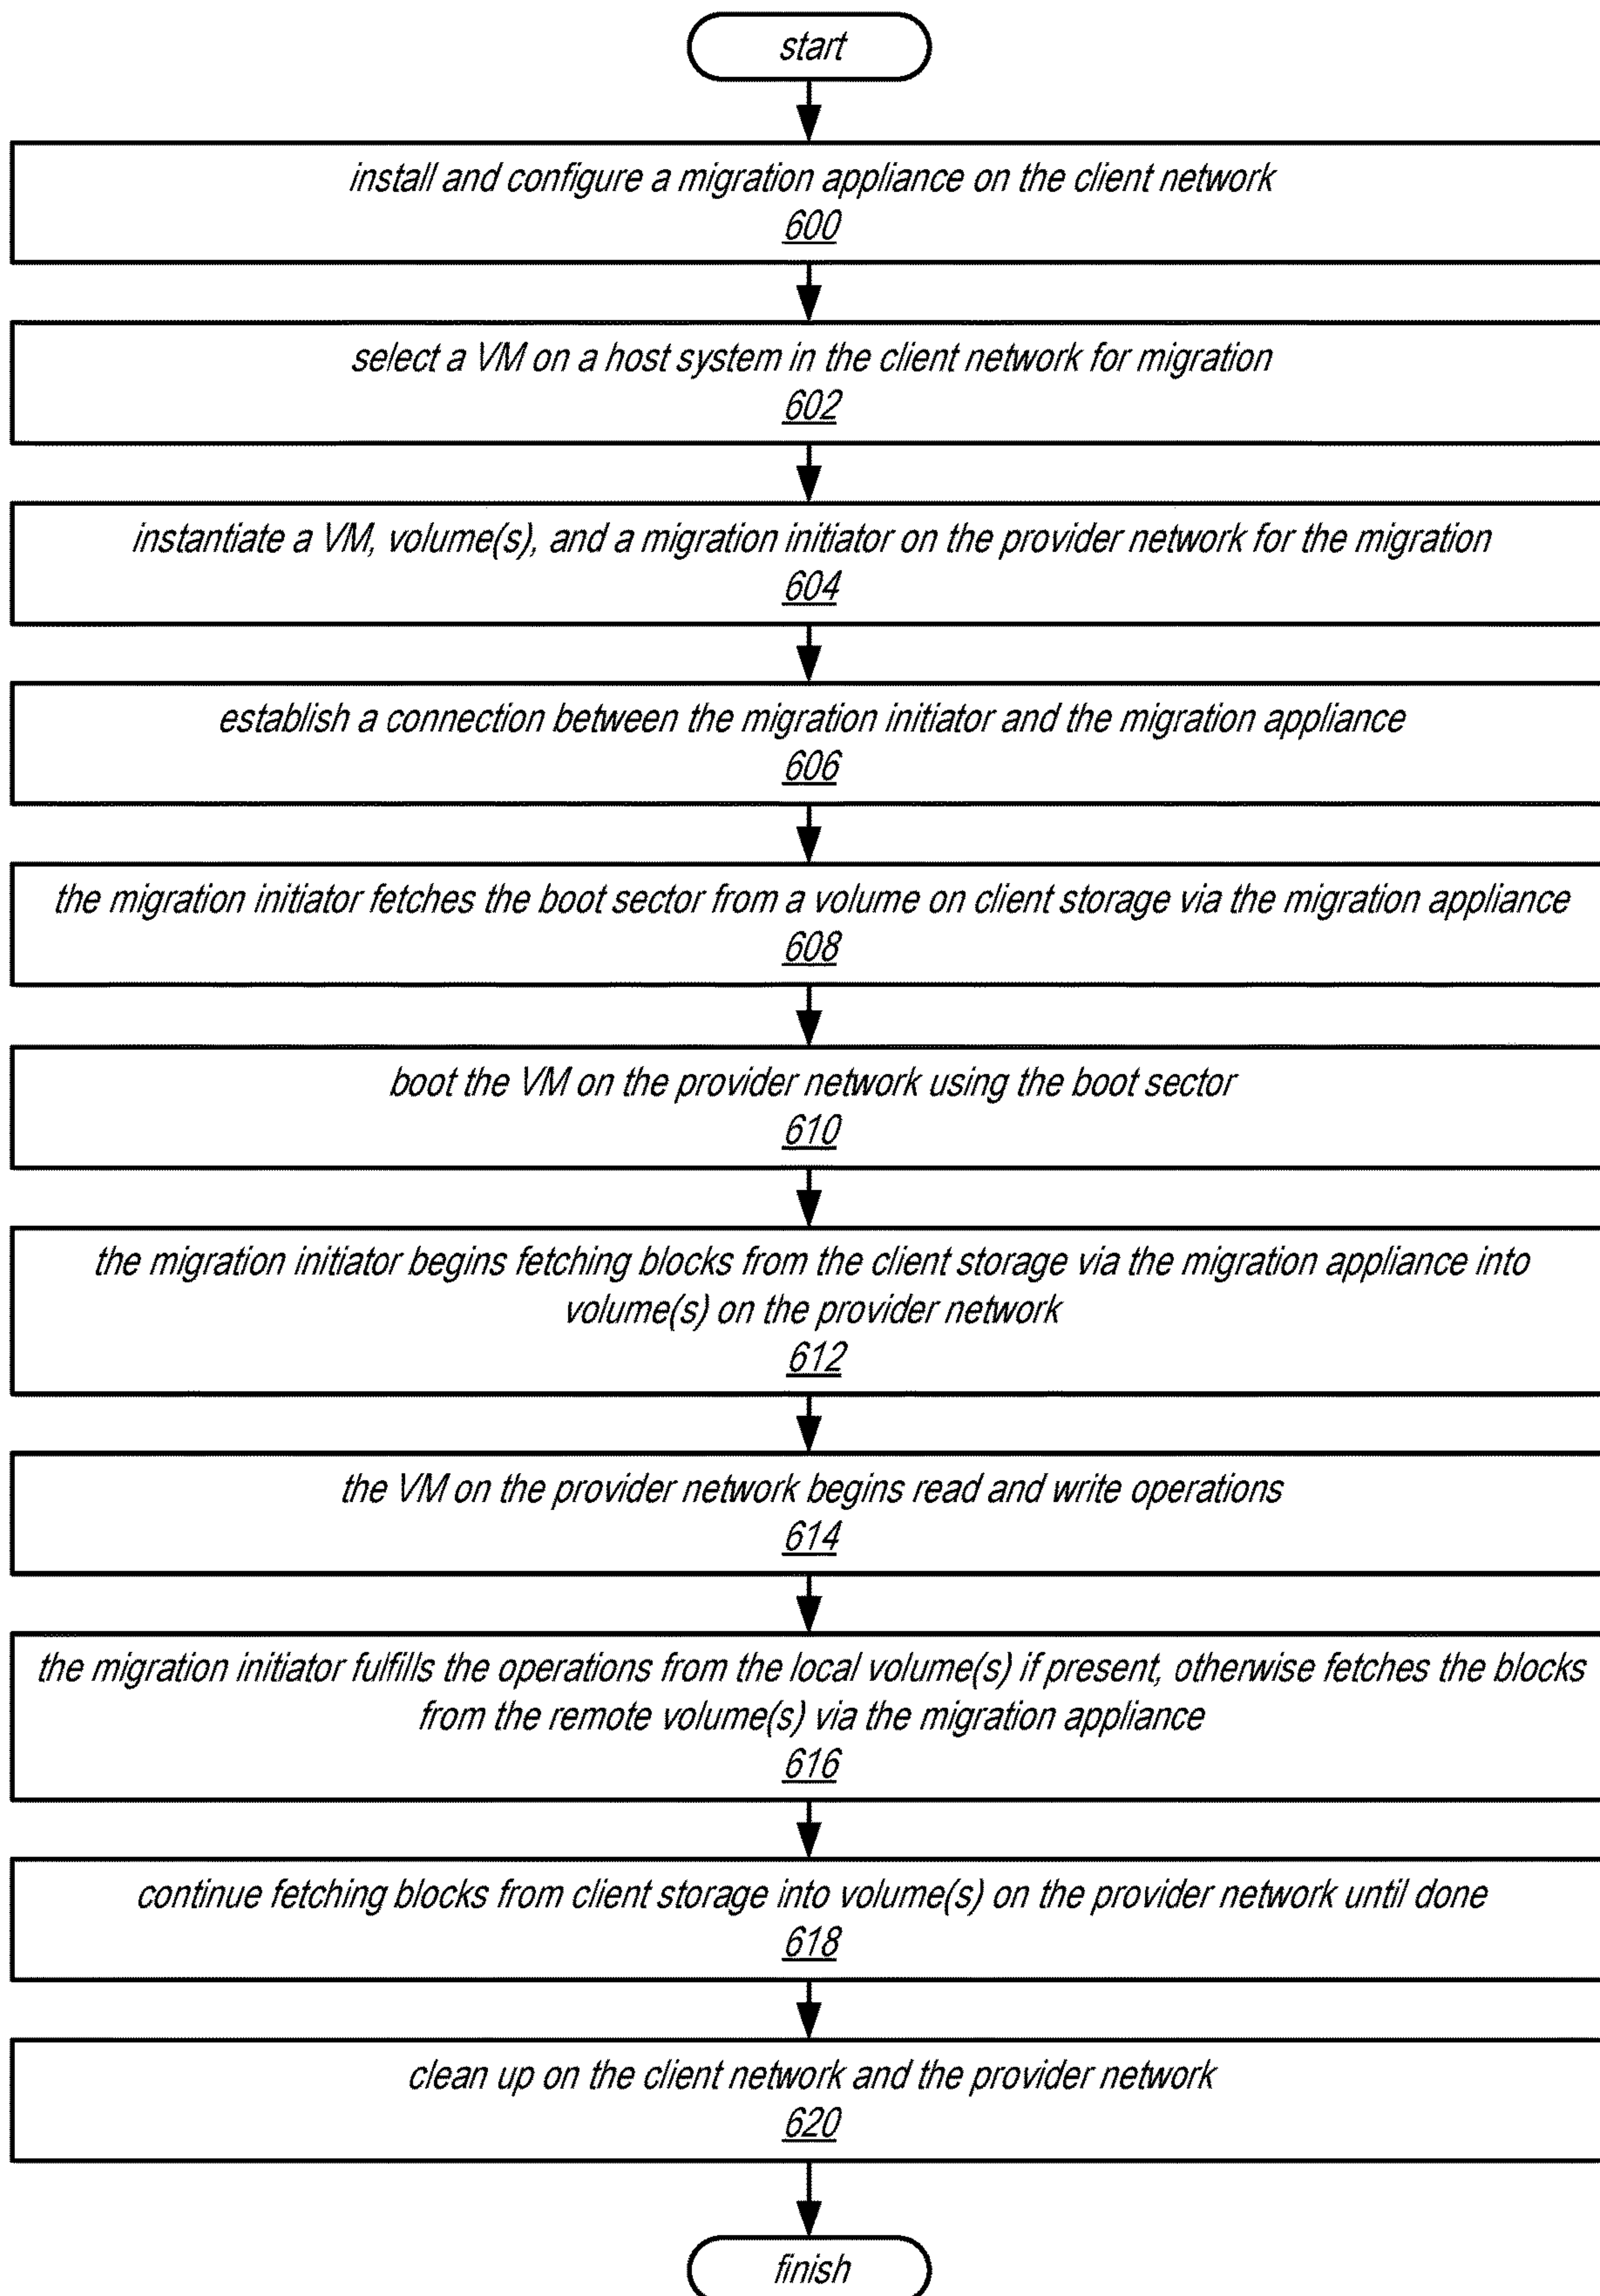 start
install and configure a migration appliance on the client network
600
select a VM on a host system in the client network for migration
602
instantiate a VM, volume(s), and a migration initiator on the provider network for the migration
604
establish a connection between the migration initiator and the migration appliance
606
the migration initiator fetches the boot sector from a volume on client storage via the migration appliance
608
boot the VM on the provider network using the boot sector
610
the migration initiator begins fetching blocks from the client storage via the migration appliance into
volume(s) on the provider network
612
the VM on the provider network begins read and write operations
614
the migration initiator fulfills the operations from the local volume(s) if present, otherwise fetches the blocks
from the remote volume(s) via the migration appliance
616
continue fetching blocks from client storage into volume(s) on the provider network until done
618
clean up on the client network and the provider network
620
finish